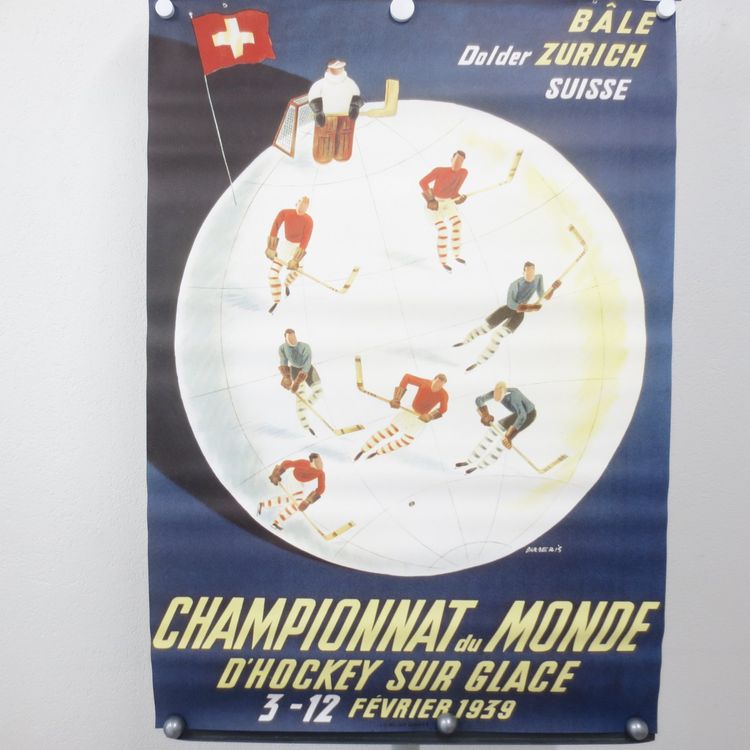 BÂLE
Dolder ZURICH
SUISSE
CHAMPIONNAT du MONDE
D'HOCKEY SUR GLACE
3-12 FÉVRIER 1939